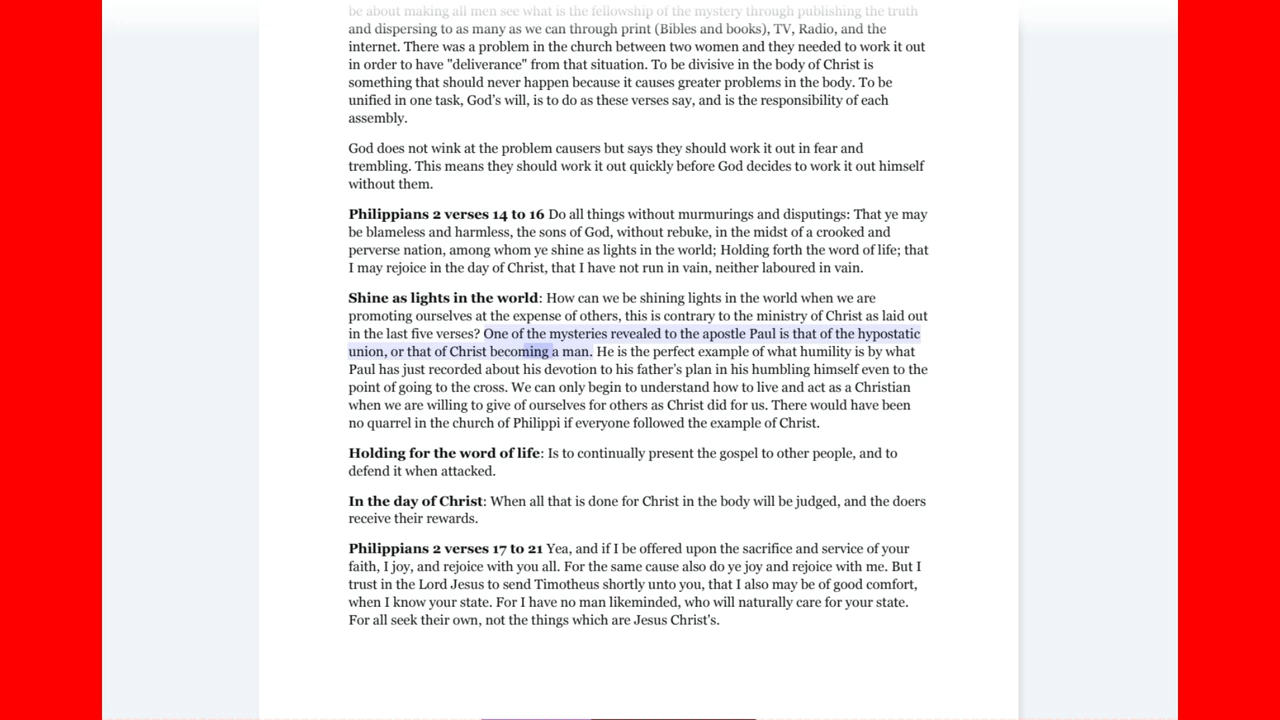 be about making all men see what is the fellowship of the mystery through publishing the truth
and dispersing to as many as we can through print (Bibles and books), TV, Radio, and the
internet. There was a problem in the church between two women and they needed to work it out
in order to have "deliverance" from that situation. To be divisive in the body of Christ is
something that should never happen because it causes greater problems in the body. To be
unified in one task, God’s will, is to do as these verses say, and is the responsibility of each
assembly.
God does not wink at the problem causers but says they should work it out in fear and
trembling. This means they should work it out quickly before God decides to work it out himself
without them.
Philippians 2 verses 14 to 16 Do all things without murmurings and disputings: That ye may
be blameless and harmless, the sons of God, without rebuke, in the midst of a crooked and
perverse nation, among whom ye shine as lights in the world; Holding forth the word of life; that
I may rejoice in the day of Christ, that I have not run in vain, neither laboured in vain.
Shine as lights in the world: How can we be shining lights in the world when we are
promoting ourselves at the expense of others, this is contrary to the ministry of Christ as laid out
in the last five verses? One of the mysteries revealed to the apostle Paul is that of the hypostatic
union, or that of Christ becoming a man. He is the perfect example of what humility is by what
Paul has just recorded about his devotion to his father’s plan in his humbling himself even to the
point of going to the cross. We can only begin to understand how to live and act as a Christian
when we are willing to give of ourselves for others as Christ did for us. There would have been
no quarrel in the church of Philippi if everyone followed the example of Christ.
Holding for the word of life: Is to continually present the gospel to other people, and to
defend it when attacked.
In the day of Christ: When all that is done for Christ in the body will be judged, and the doers
receive their rewards.
Philippians 2 verses 17 to 21 Yea, and if I be offered upon the sacrifice and service of your
faith, I joy, and rejoice with you all. For the same cause also do ye joy and rejoice with me. But I
trust in the Lord Jesus to send Timotheus shortly unto you, that I also may be of good comfort,
when I know your state. For I have no man likeminded, who will naturally care for your state.
For all seek their own, not the things which are Jesus Christ's.